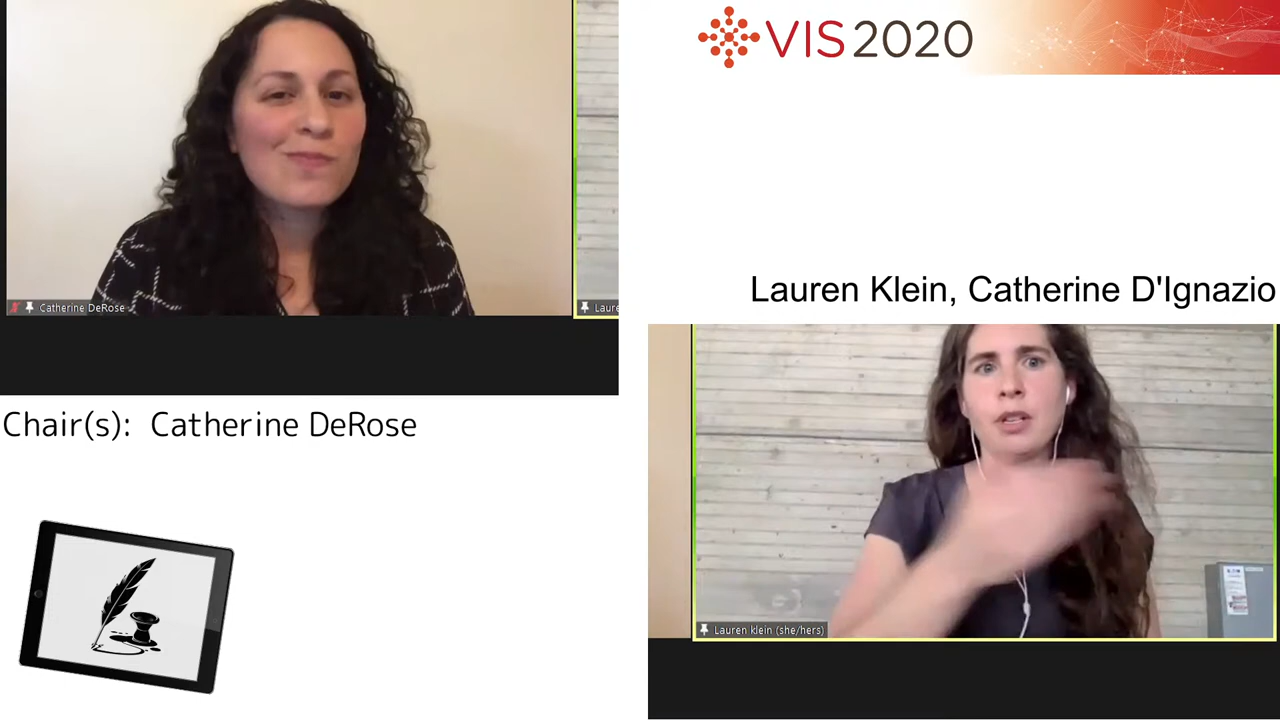 VIS2020
Catherine DeRose
Laure
Lauren Klein, Catherine D'Ignazio
Chair(s): Catherine DeRose
Lauren klein (she/hers)